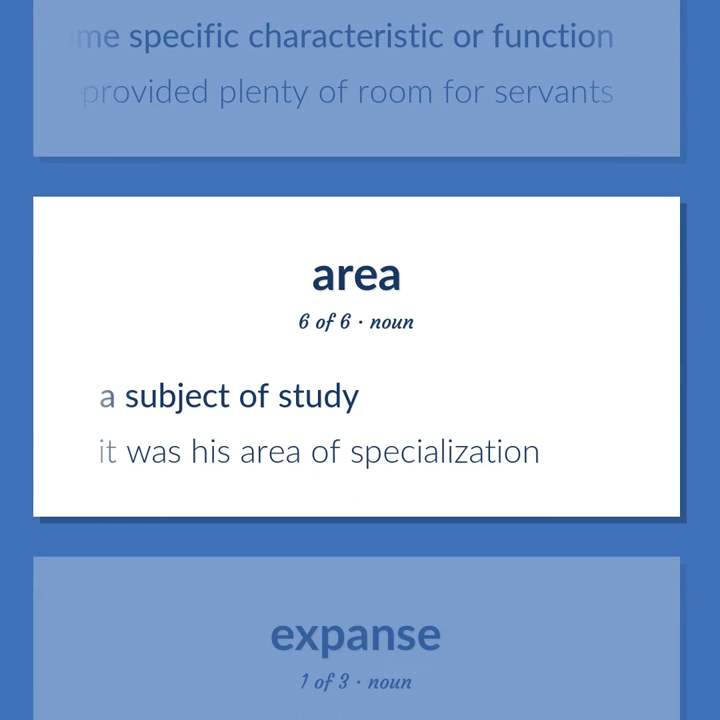 me specific characteristic or function
provided plenty of room for servants
area
6 of 6 · noun
a subject of study
it was his area of specialization
expanse
1 of 3 · noun